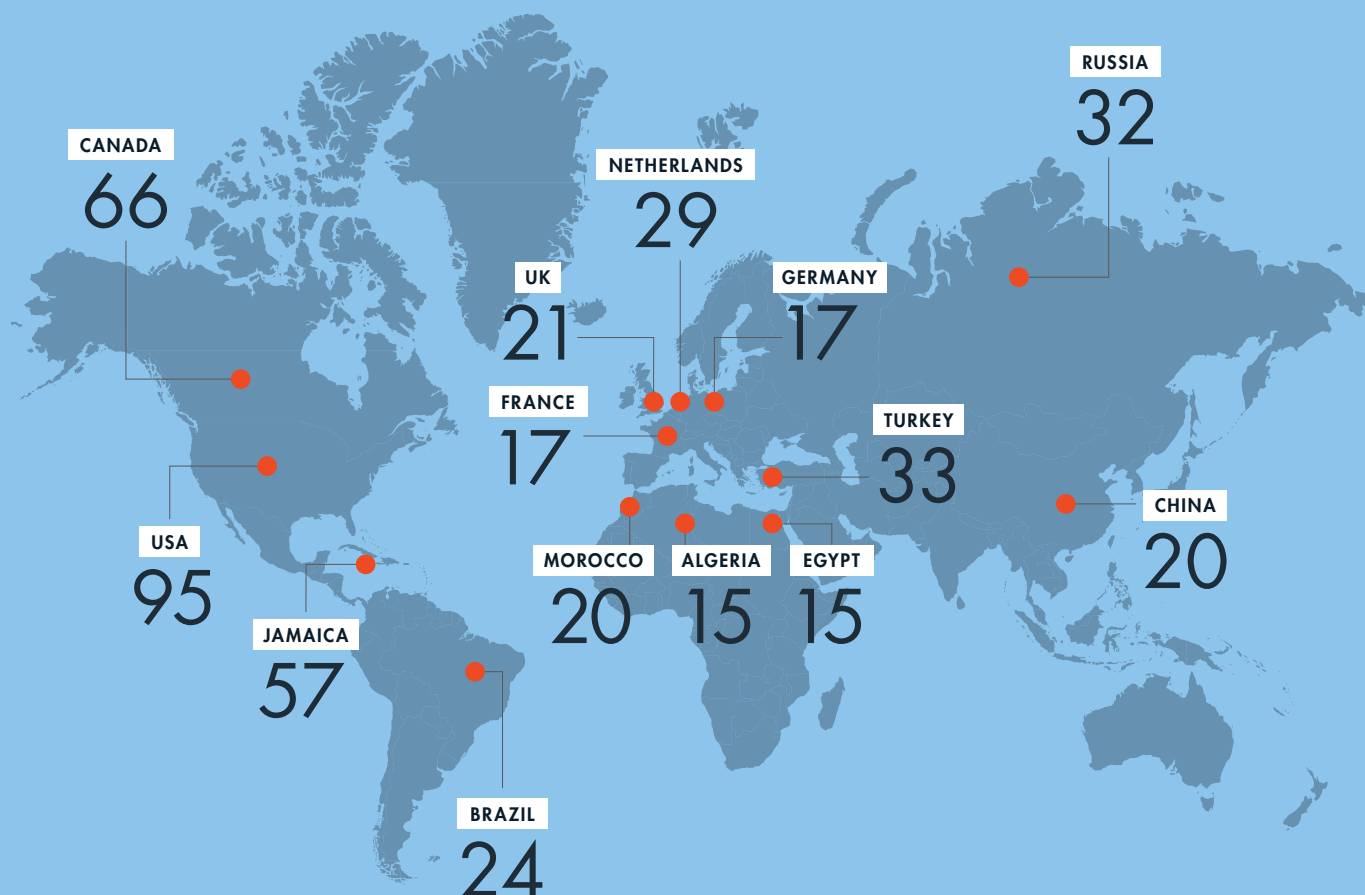 RUSSIA
32
CANADA
66
NETHERLANDS
29
UK
21
GERMANY
17
FRANCE
17
TURKEY
33
CHINA
20
USA
95
MOROCCO
20
ALGERIA
15
EGYPT
15
JAMAICA
57
BRAZIL
24